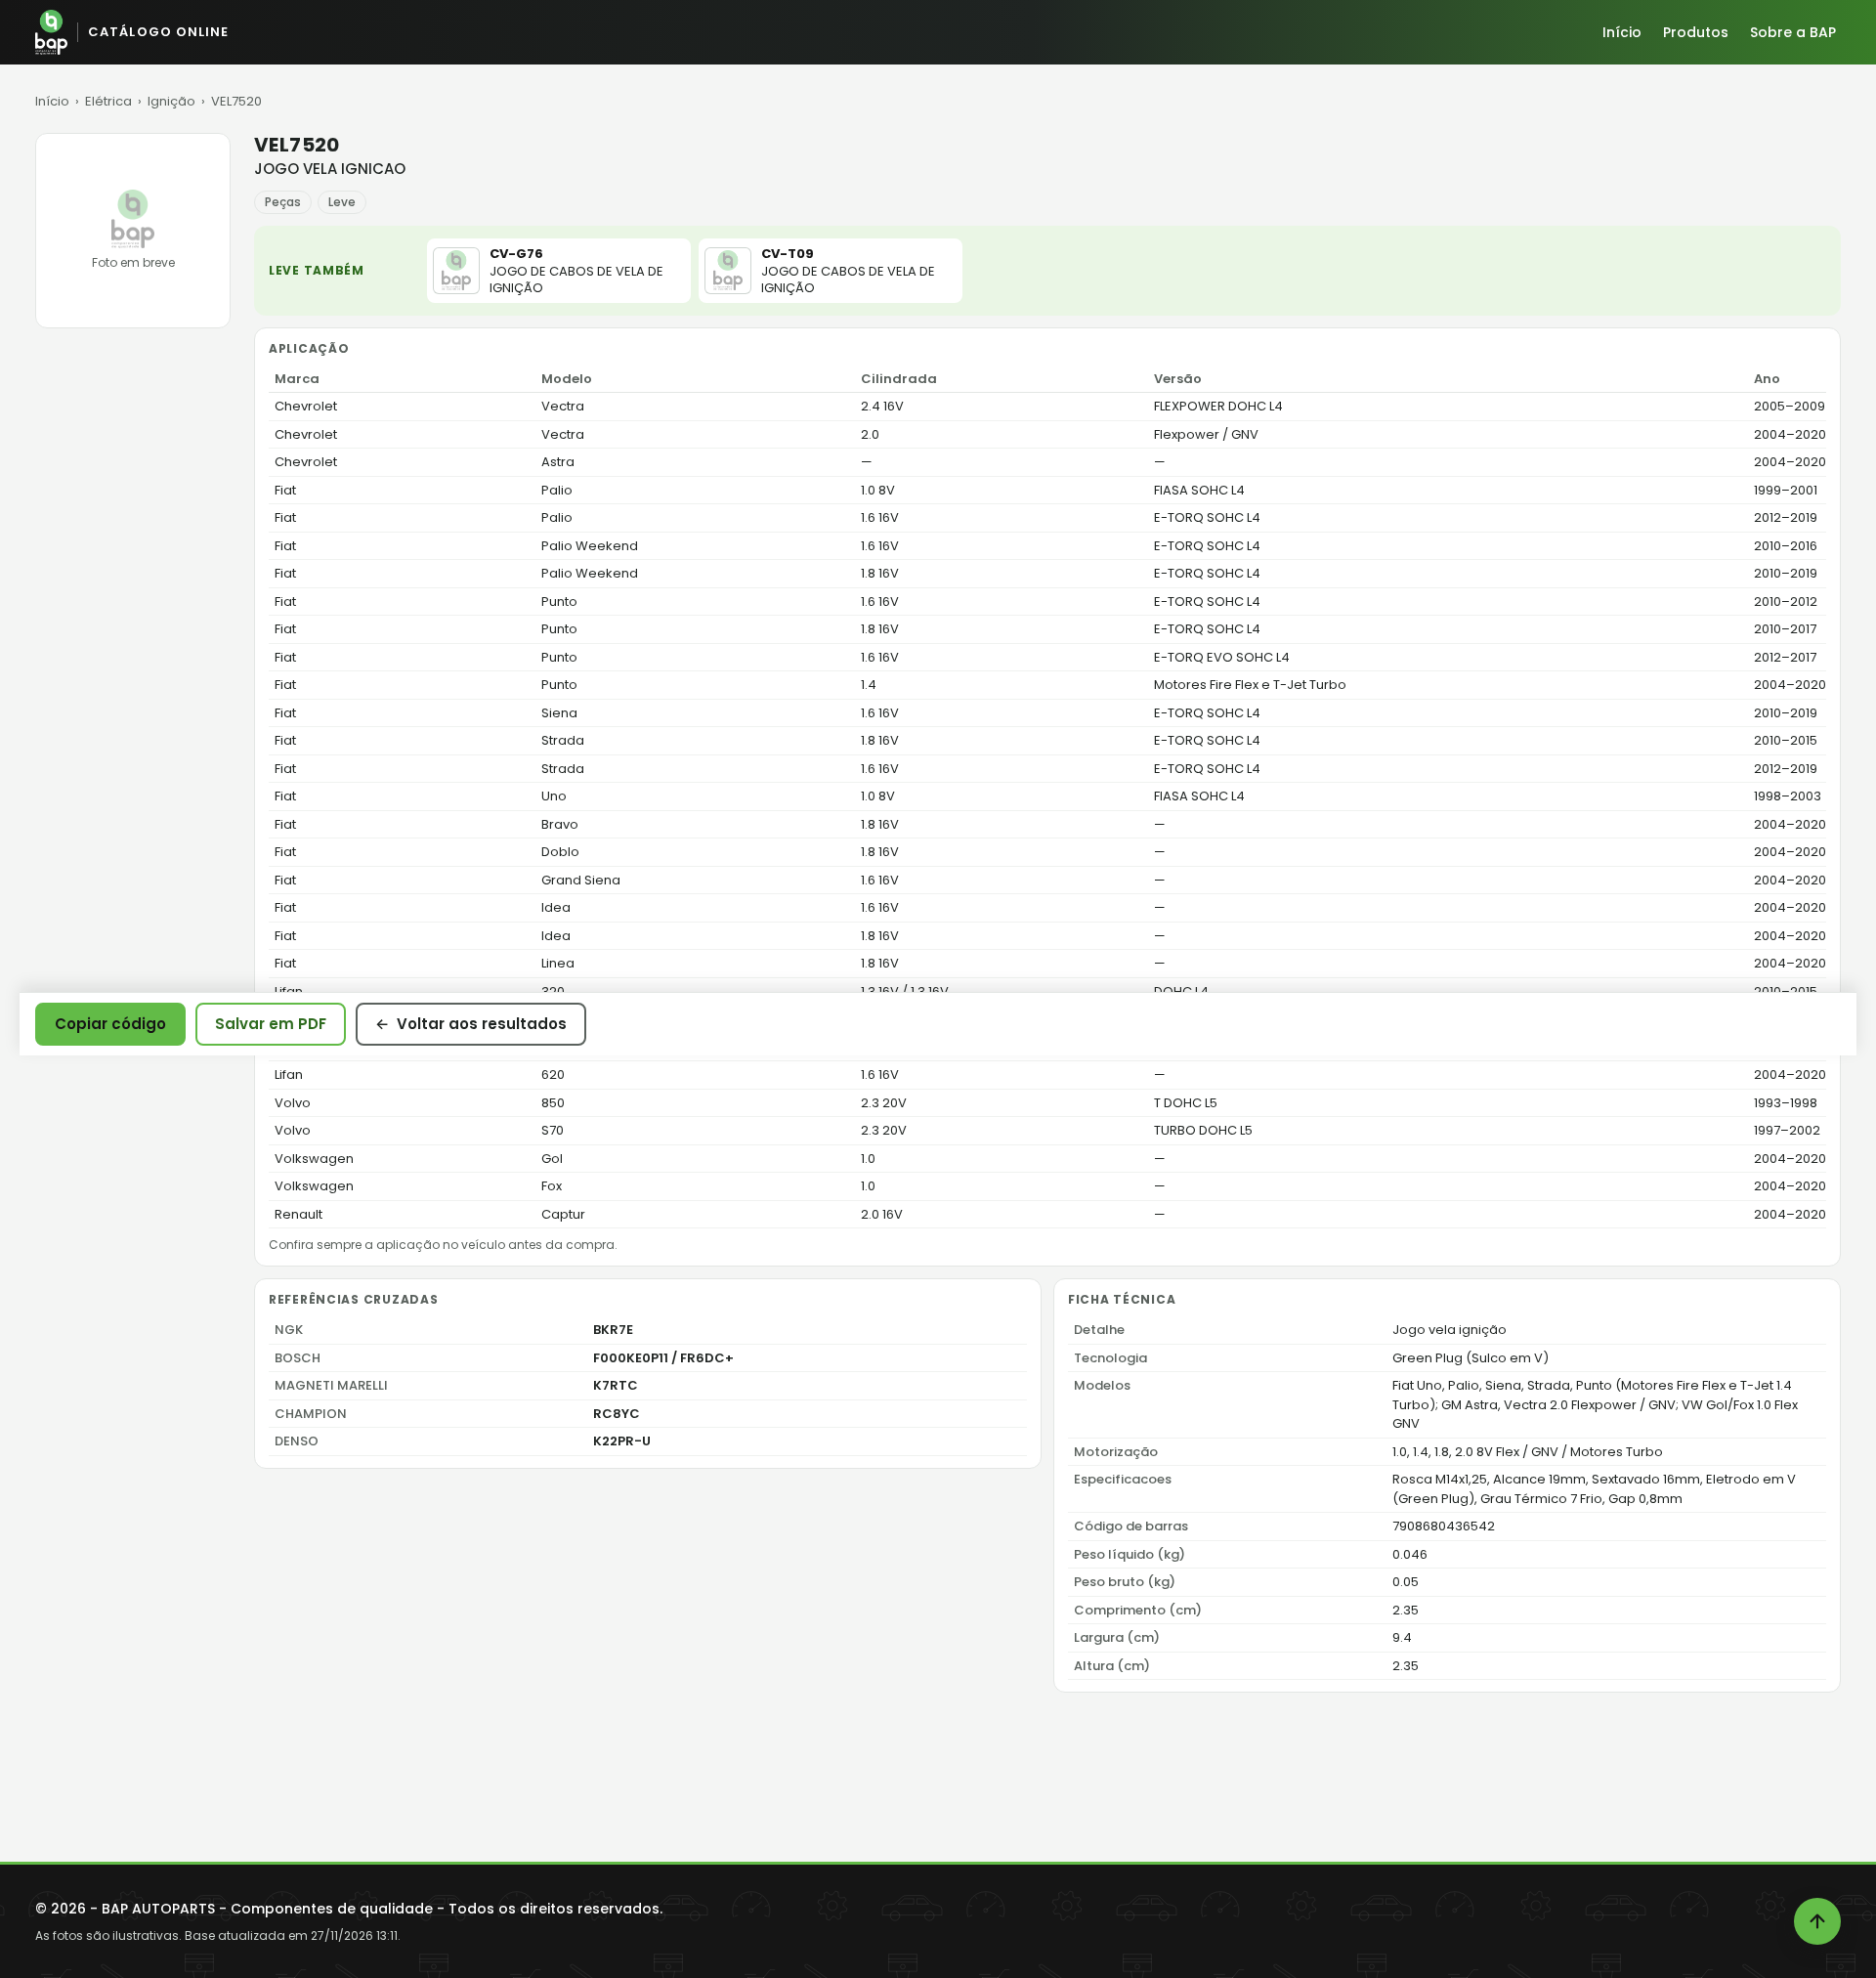 bap
CATÁLOGO ONLINE
Início Produtos Sobre a BAP
Início › Elétrica › Ignição › VEL7520
bap
Foto em breve
VEL7520
JOGO VELA IGNICAO
Peças Leve
LEVE TAMBÉM
bap
CV-G76
JOGO DE CABOS DE VELA DE
IGNIÇÃO
bap
CV-T09
JOGO DE CABOS DE VELA DE
IGNIÇÃO
APLICAÇÃO
Marca Modelo Cilindrada Versão Ano
Chevrolet Vectra 2.4 16V FLEXPOWER DOHC L4 2005–2009
Chevrolet Vectra 2.0 Flexpower / GNV 2004–2020
Chevrolet Astra — — 2004–2020
Fiat Palio 1.0 8V FIASA SOHC L4 1999–2001
Fiat Palio 1.6 16V E-TORQ SOHC L4 2012–2019
Fiat Palio Weekend 1.6 16V E-TORQ SOHC L4 2010–2016
Fiat Palio Weekend 1.8 16V E-TORQ SOHC L4 2010–2019
Fiat Punto 1.6 16V E-TORQ SOHC L4 2010–2012
Fiat Punto 1.8 16V E-TORQ SOHC L4 2010–2017
Fiat Punto 1.6 16V E-TORQ EVO SOHC L4 2012–2017
Fiat Punto 1.4 Motores Fire Flex e T-Jet Turbo 2004–2020
Fiat Siena 1.6 16V E-TORQ SOHC L4 2010–2019
Fiat Strada 1.8 16V E-TORQ SOHC L4 2010–2015
Fiat Strada 1.6 16V E-TORQ SOHC L4 2012–2019
Fiat Uno 1.0 8V FIASA SOHC L4 1998–2003
Fiat Bravo 1.8 16V — 2004–2020
Fiat Doblo 1.8 16V — 2004–2020
Fiat Grand Siena 1.6 16V — 2004–2020
Fiat Idea 1.6 16V — 2004–2020
Fiat Idea 1.8 16V — 2004–2020
Fiat Linea 1.8 16V — 2004–2020
Lifan 320 1.3 16V / 1.3 16V DOHC L4 2010–2015
Copiar código Salvar em PDF ← Voltar aos resultados
Lifan 620 1.6 16V — 2004–2020
Volvo 850 2.3 20V T DOHC L5 1993–1998
Volvo S70 2.3 20V TURBO DOHC L5 1997–2002
Volkswagen Gol 1.0 — 2004–2020
Volkswagen Fox 1.0 — 2004–2020
Renault Captur 2.0 16V — 2004–2020
Confira sempre a aplicação no veículo antes da compra.
REFERÊNCIAS CRUZADAS
NGK BKR7E
BOSCH F000KE0P11 / FR6DC+
MAGNETI MARELLI K7RTC
CHAMPION RC8YC
DENSO K22PR-U
FICHA TÉCNICA
Detalhe Jogo vela ignição
Tecnologia Green Plug (Sulco em V)
Modelos Fiat Uno, Palio, Siena, Strada, Punto (Motores Fire Flex e T-Jet 1.4
Turbo); GM Astra, Vectra 2.0 Flexpower / GNV; VW Gol/Fox 1.0 Flex
GNV
Motorização 1.0, 1.4, 1.8, 2.0 8V Flex / GNV / Motores Turbo
Especificacoes Rosca M14x1,25, Alcance 19mm, Sextavado 16mm, Eletrodo em V
(Green Plug), Grau Térmico 7 Frio, Gap 0,8mm
Código de barras 7908680436542
Peso líquido (kg) 0.046
Peso bruto (kg) 0.05
Comprimento (cm) 2.35
Largura (cm) 9.4
Altura (cm) 2.35
© 2026 - BAP AUTOPARTS - Componentes de qualidade - Todos os direitos reservados.
As fotos são ilustrativas. Base atualizada em 27/11/2026 13:11.